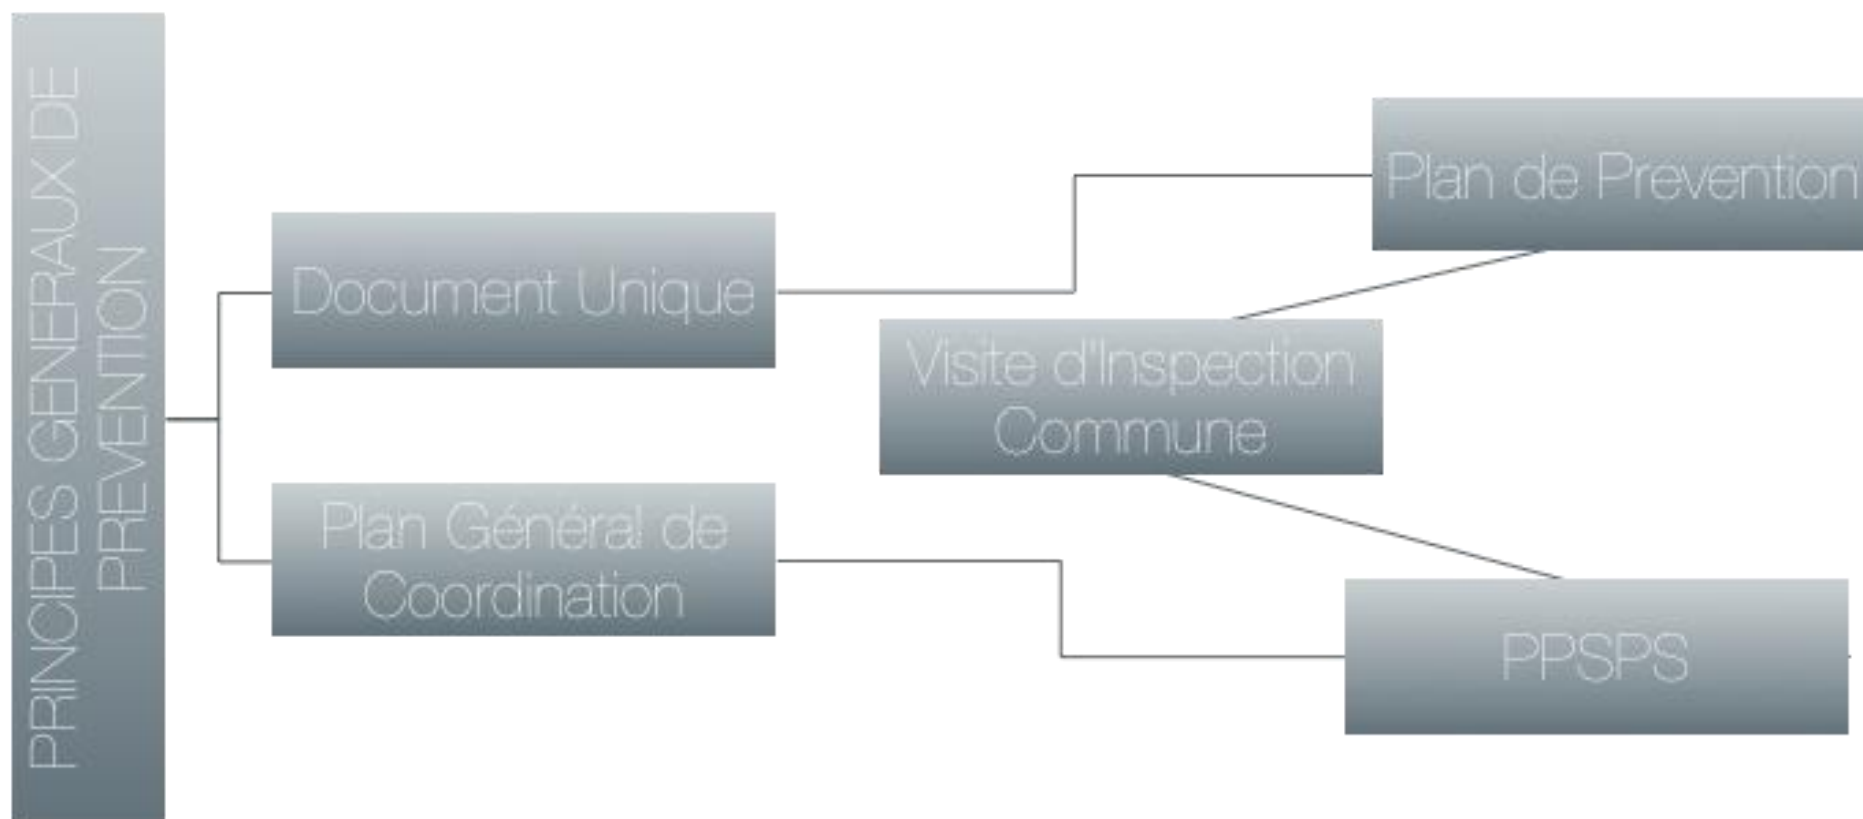 PRINCIPES GENERAUX DE
PREVENTION
Document Unique
Plan Général de
Coordination
Plan de Prevention
Visite d'Inspection
Commune
PPSPS